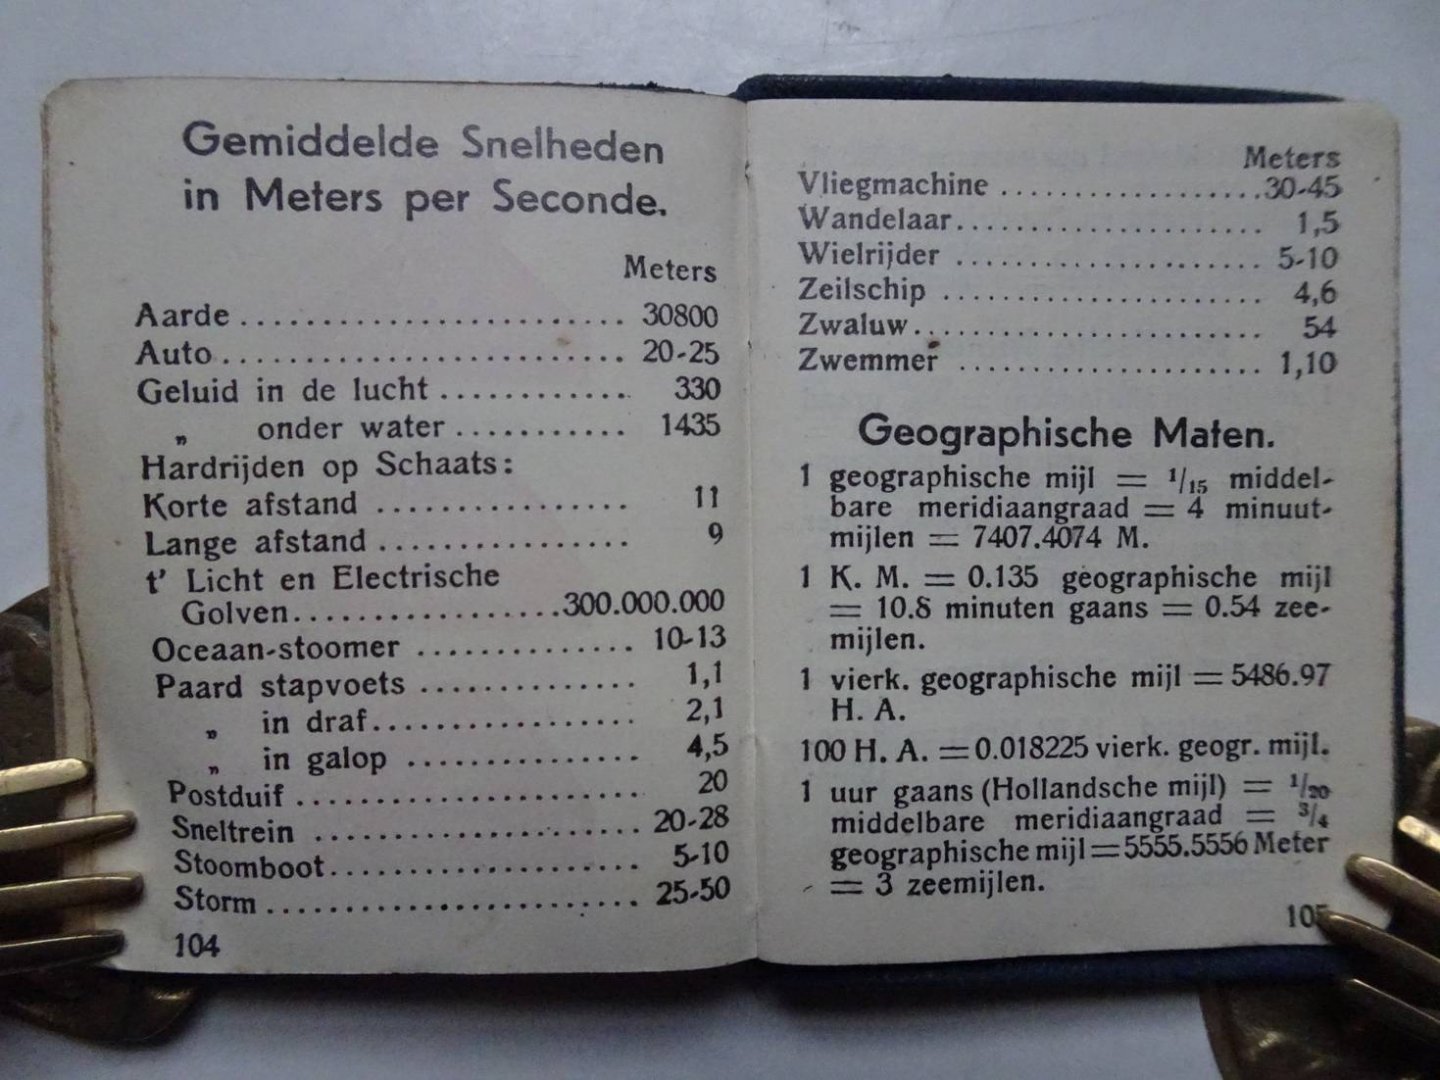 Gemiddelde Snelheden
in Meters per Seconde.
Meters
Aarde ........................ 30800
Auto ......................... 20-25
Geluid in de lucht ............ 330
„ onder water ........... 1435
Hardrijden op Schaats:
Korte afstand ................ 11
Lange afstand ................ 9
t' Licht en Electrische
Golven.................300.000.000
Oceaan-stoomer .............. 10-13
Paard stapvoets .............. 1,1
„ in draf................. 2,1
„ in galop ............... 4,5
Postduif ...................... 20
Sneltrein ..................... 20-28
Stoomboot.................... 5-10
Storm ........................ 25-50
104
Meters
Vliegmachine .................30-45
Wandelaar.................... 1,5
Wielrijder .................... 5-10
Zeilschip ..................... 4,6
Zwaluw....................... 54
Zwemmer .................... 1,10
Geographische Maten.
1 geographische mijl = 1/15 middel-
bare meridiaangraad = 4 minuut-
mijlen = 7407.4074 M.
1 K. M. = 0.135 geographische mijl
= 10.8 minuten gaans = 0.54 zee-
mijlen.
1 vierk. geographische mijl = 5486.97
H. A.
100 H. A. = 0.018225 vierk. geogr. mijl.
1 uur gaans (Hollandsche mijl) = 1/20
middelbare meridiaangraad = 3/4
geographische mijl = 5555.5556 Meter
= 3 zeemijlen.
105